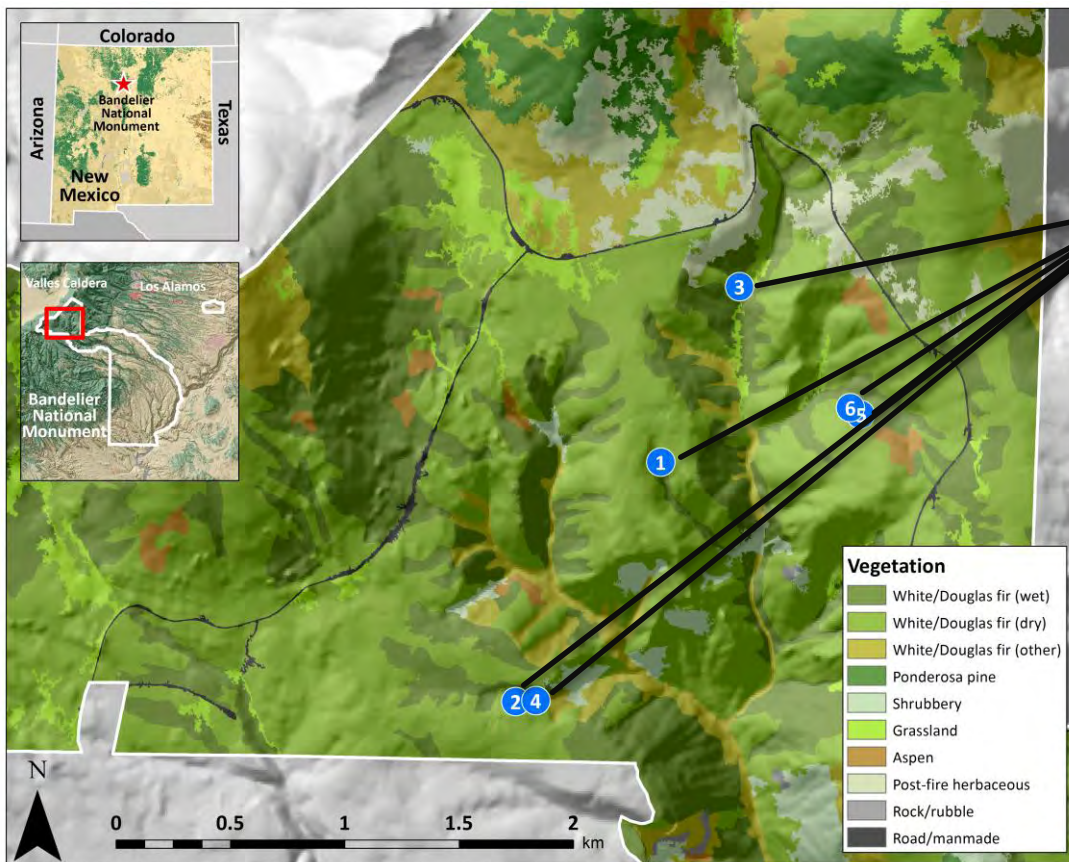 Colorado
Arizona
Texas
Bandelier
National
Monument
New
Mexico
Valles Caldera
Los Alamos
Bandelier
National
Monument
3
6
5
1
2
4
Vegetation
White/Douglas fir (wet)
White/Douglas fir (dry)
White/Douglas fir (other)
Ponderosa pine
Shrubbery
Grassland
Aspen
Post-fire herbaceous
Rock/rubble
Road/manmade
N
0
0.5
1
1.5
2
km